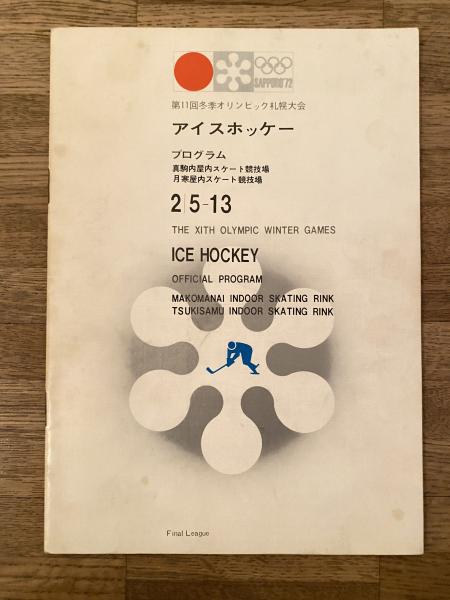 SAPPORO'72
第11回冬季オリンピック札幌大会
アイスホッケー
プログラム
真駒内屋内スケート競技場
月寒屋内スケート競技場
2/5-13
THE XITH OLYMPIC WINTER GAMES
ICE HOCKEY
OFFICIAL PROGRAM
MAKOMANAI INDOOR SKATING RINK
TSUKISAMU INDOOR SKATING RINK
Final League